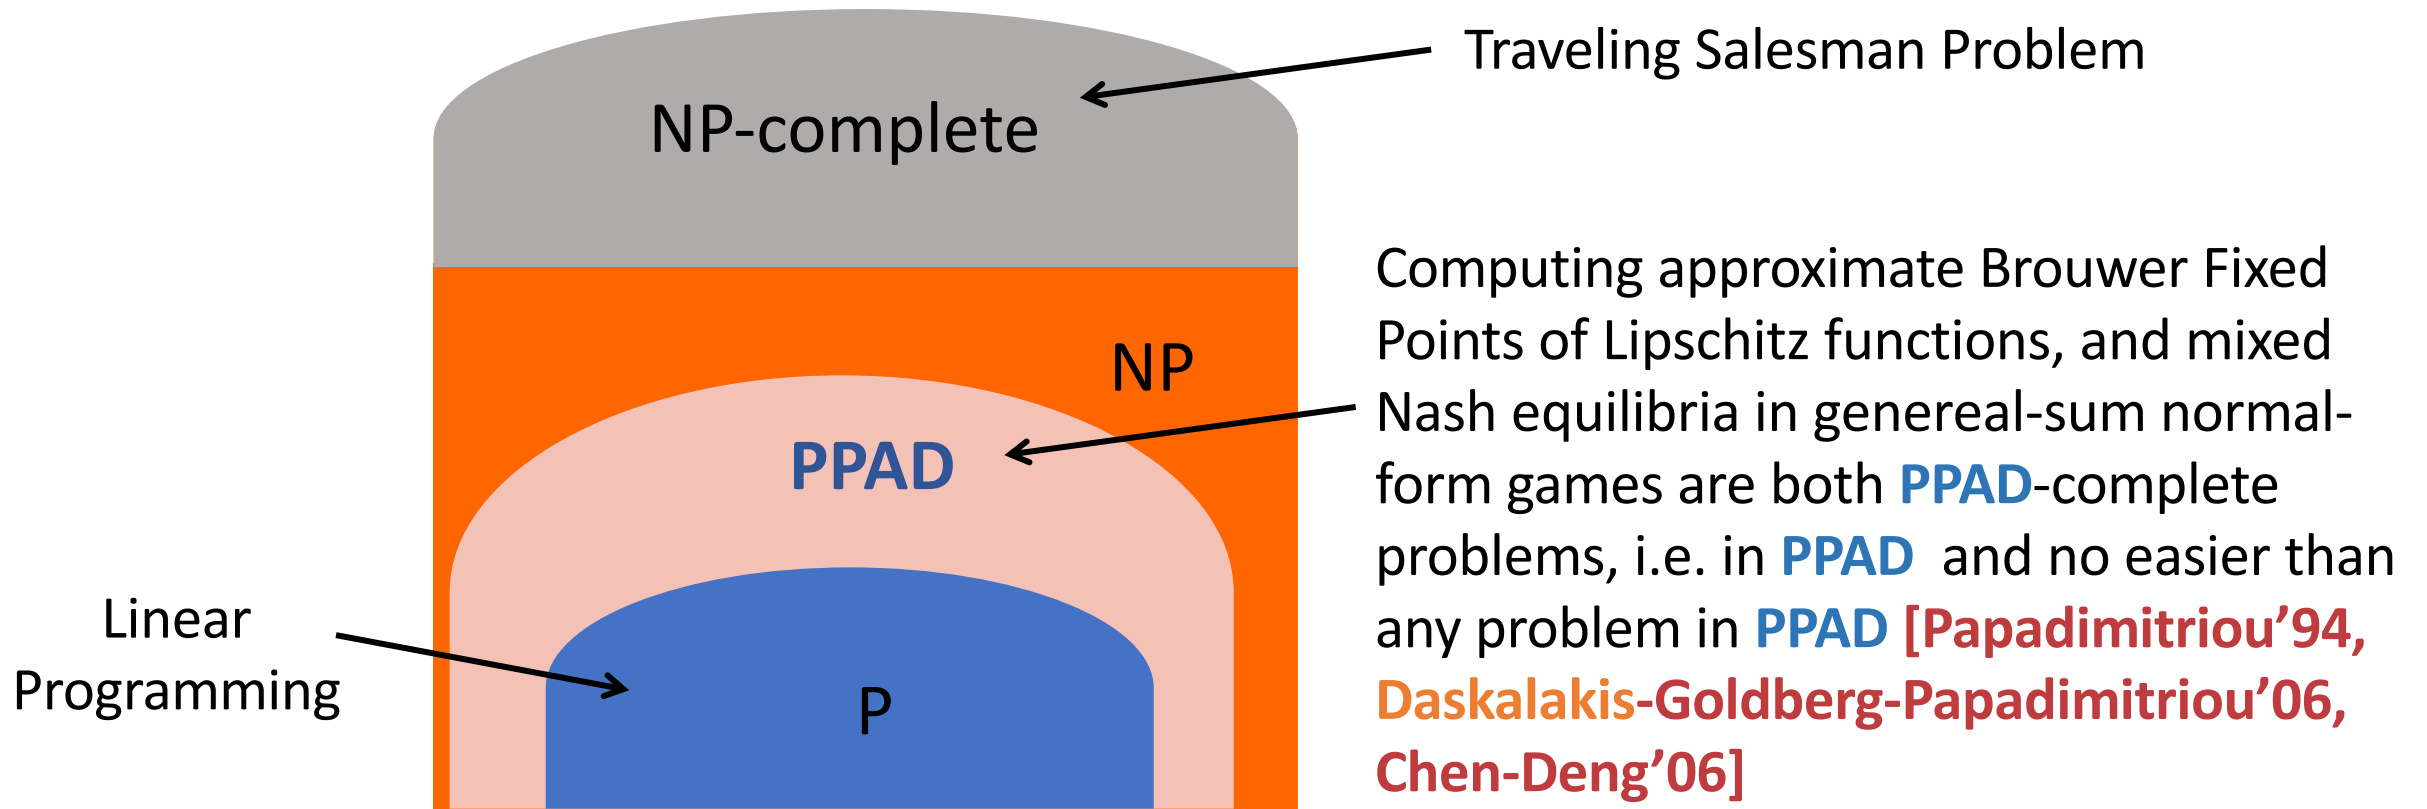 Traveling Salesman Problem
NP-complete
Computing approximate Brouwer Fixed
Points of Lipschitz functions, and mixed
Nash equilibria in genereal-sum normal-
form games are both PPAD-complete
problems, i.e. in PPAD and no easier than
any problem in PPAD [Papadimitriou’94,
Daskalakis-Goldberg-Papadimitriou’06,
Chen-Deng’06]
NP
PPAD
Linear
Programming
P